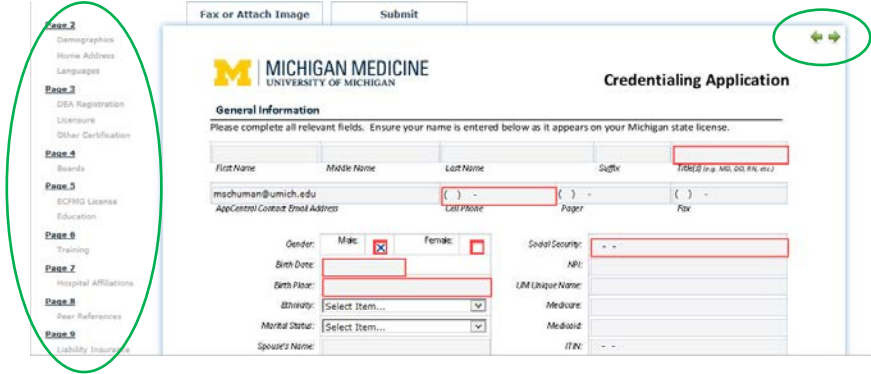 Fax or Attach Image Submit
Page 2
Demographics
Home Address
Languages
Page 3
DEA Registration
Licensure
Other Certification
Page 4
Boards
Page 5
ECFMG License
Education
Page 6
Training
Page 7
Hospital Affiliations
Page 8
Peer References
Page 9
Liability Insurance
M MICHIGAN MEDICINE
UNIVERSITY OF MICHIGAN
Credentialing Application
General Information
Please complete all relevant fields. Ensure your name is entered below as it appears on your Michigan state license.
First Name Middle Name Last Name Suffix Title(s) (e.g. MD, DO, RN, etc.)
mschuman@umich.edu ( ) - ( ) - ( ) -
AppCentral Contact Email Address Cell Phone Pager Fax
Gender: Male: Female: Social Security: - -
Birth Date: NPI:
Birth Place: UM Unique Name:
Ethnicity: Select Item... Medicare:
Marital Status: Select Item... Medicaid:
Spouse's Name: ITIN: - -